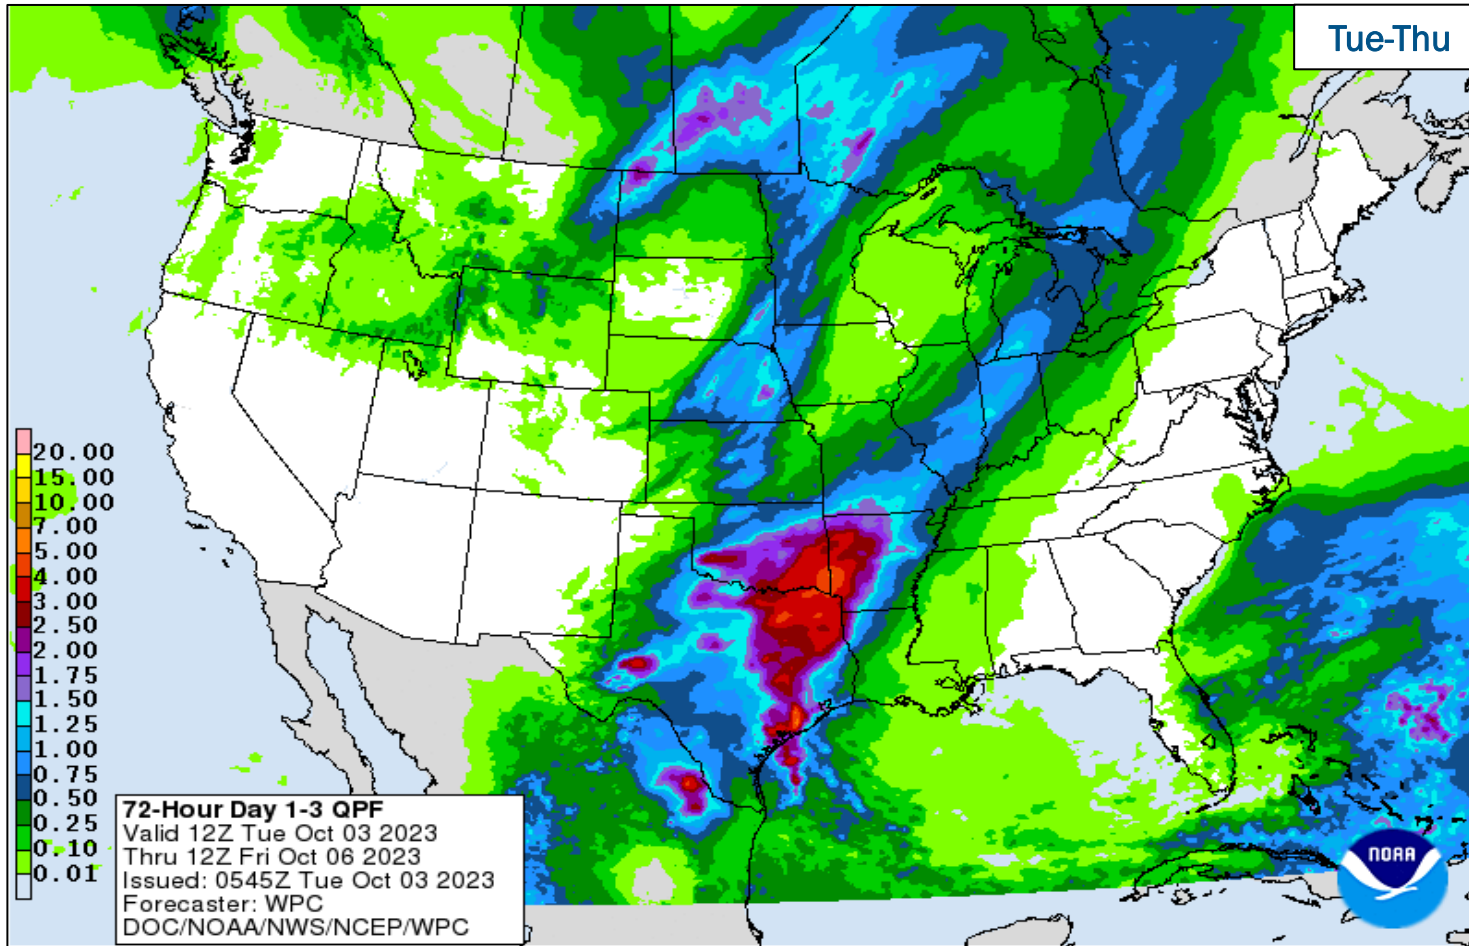 Tue-Thu
20.00
15.00
10.00
7.00
5.00
4.00
3.00
2.50
2.00
1.75
1.50
1.25
1.00
0.75
0.50
0.25
0.10
0.01
72-Hour Day 1-3 QPF
Valid 12Z Tue Oct 03 2023
Thru 12Z Fri Oct 06 2023
Issued: 0545Z Tue Oct 03 2023
Forecaster: WPC
DOC/NOAA/NWS/NCEP/WPC
NOAA